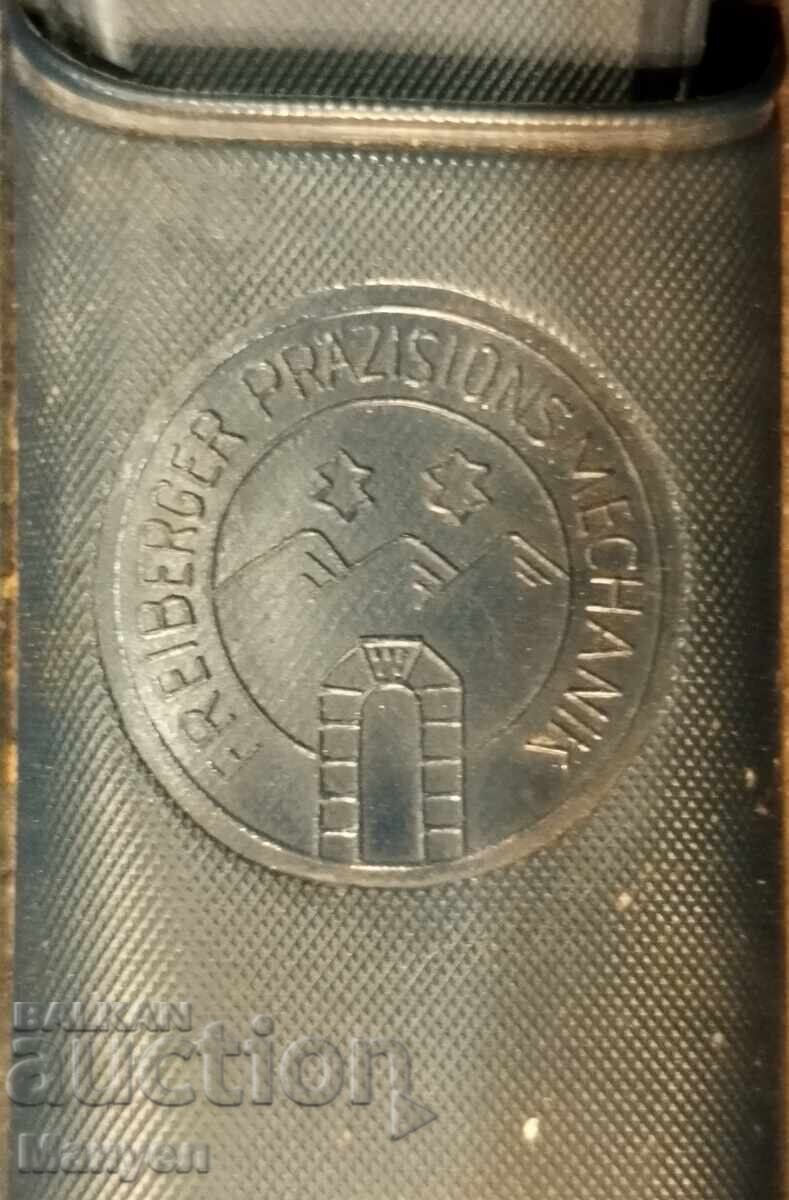 FREIBERGER PRÄZISIONSMECHANIK
BALKAN
auction
Manyen